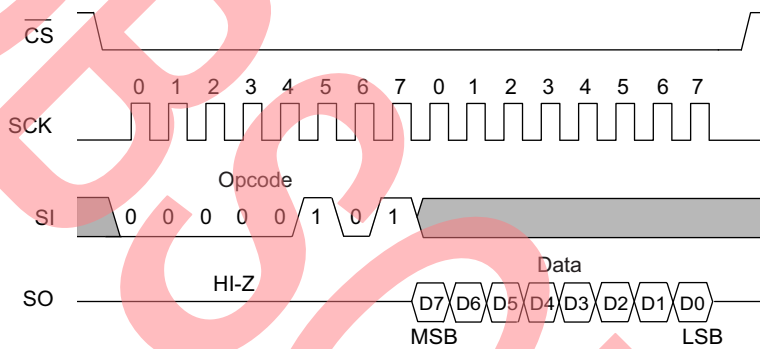 CS
0 1 2 3 4 5 6 7 0 1 2 3 4 5 6 7
SCK
Opcode
SI 0 0 0 0 0 1 0 1
Data
HI-Z
SO D7 D6 D5 D4 D3 D2 D1 D0
MSB LSB